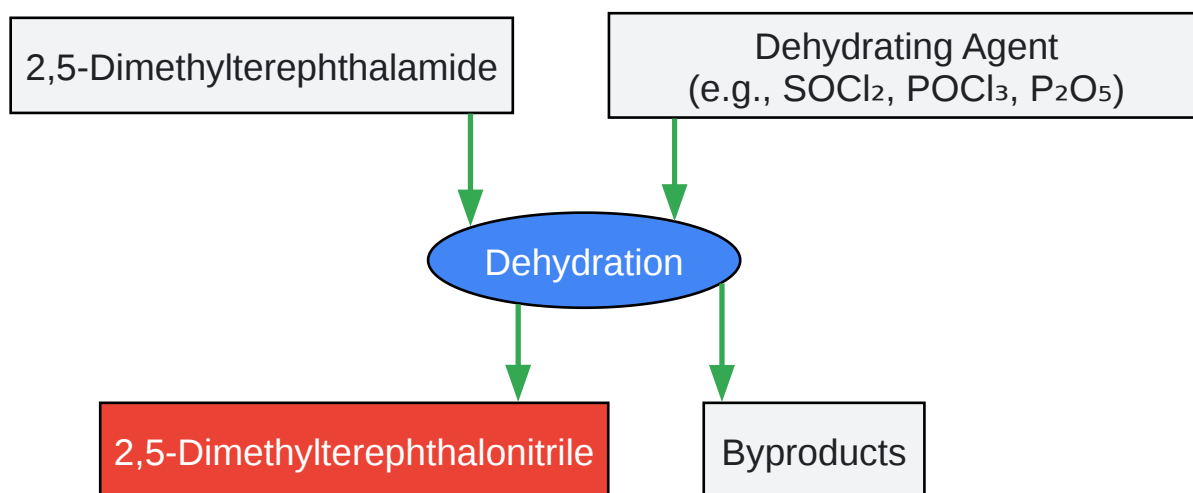 2,5-Dimethylterephthalamide
Dehydrating Agent
(e.g., SOCl₂, POCl₃, P₂O₅)
Dehydration
2,5-Dimethylterephthalonitrile
Byproducts